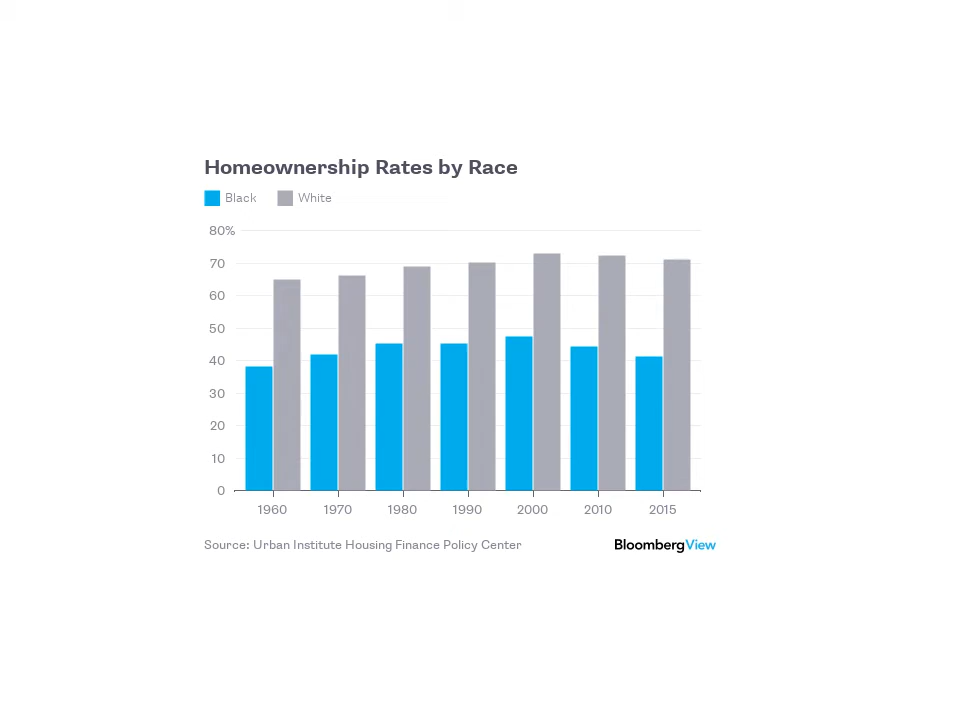 Homeownership Rates by Race
Black White
80%
70
60
50
40
30
20
10
0
1960 1970 1980 1990 2000 2010 2015
Source: Urban Institute Housing Finance Policy Center BloombergView